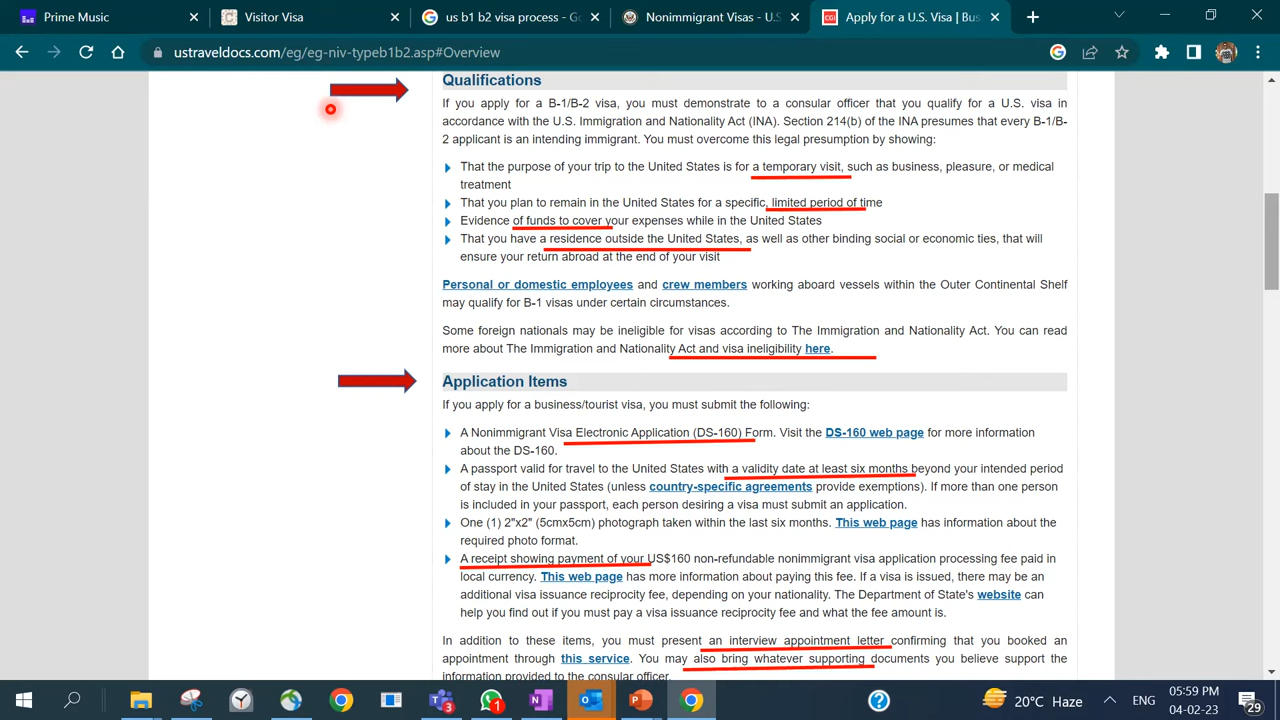 Prime Music
Visitor Visa
us b1 b2 visa process - Go
Nonimmigrant Visas - U.S
CGI
Apply for a U.S. Visa | Bus
ustraveldocs.com/eg/eg-niv-typeb1b2.asp#Overview
Qualifications
If you apply for a B-1/B-2 visa, you must demonstrate to a consular officer that you qualify for a U.S. visa in
accordance with the U.S. Immigration and Nationality Act (INA). Section 214(b) of the INA presumes that every B-1/B-
2 applicant is an intending immigrant. You must overcome this legal presumption by showing:
That the purpose of your trip to the United States is for a temporary visit, such as business, pleasure, or medical
treatment
That you plan to remain in the United States for a specific, limited period of time
Evidence of funds to cover your expenses while in the United States
That you have a residence outside the United States, as well as other binding social or economic ties, that will
ensure your return abroad at the end of your visit
Personal or domestic employees and crew members working aboard vessels within the Outer Continental Shelf
may qualify for B-1 visas under certain circumstances.
Some foreign nationals may be ineligible for visas according to The Immigration and Nationality Act. You can read
more about The Immigration and Nationality Act and visa ineligibility here.
Application Items
If you apply for a business/tourist visa, you must submit the following:
A Nonimmigrant Visa Electronic Application (DS-160) Form. Visit the DS-160 web page for more information
about the DS-160.
A passport valid for travel to the United States with a validity date at least six months beyond your intended period
of stay in the United States (unless country-specific agreements provide exemptions). If more than one person
is included in your passport, each person desiring a visa must submit an application.
One (1) 2"x2" (5cmx5cm) photograph taken within the last six months. This web page has information about the
required photo format.
A receipt showing payment of your US$160 non-refundable nonimmigrant visa application processing fee paid in
local currency. This web page has more information about paying this fee. If a visa is issued, there may be an
additional visa issuance reciprocity fee, depending on your nationality. The Department of State's website can
help you find out if you must pay a visa issuance reciprocity fee and what the fee amount is.
In addition to these items, you must present an interview appointment letter confirming that you booked an
appointment through this service. You may also bring whatever supporting documents you believe support the
information provided to the consular officer.
1
20°C Haze
ENG
05:59 PM
04-02-23
29